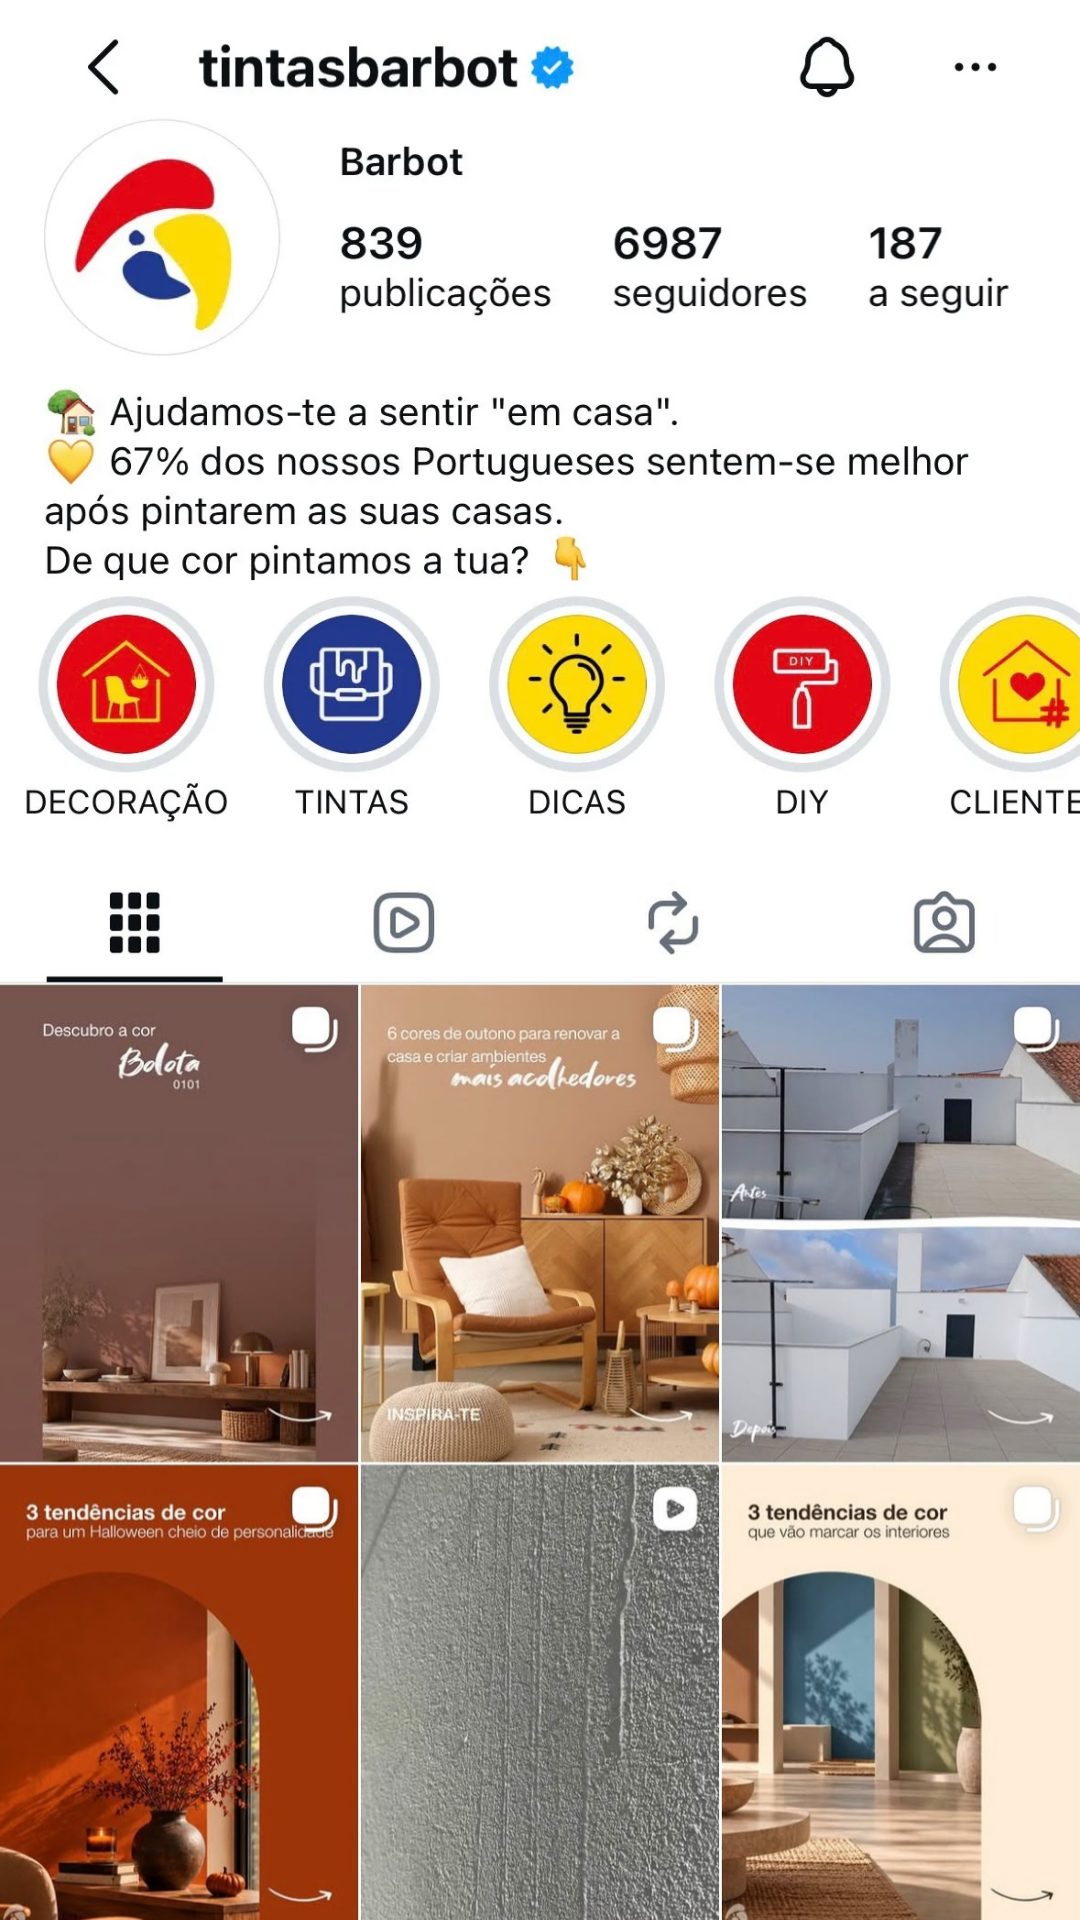 tintasbarbot
Barbot
839
publicações
6987
seguidores
187
a seguir
🏡 Ajudamos-te a sentir "em casa".
💛 67% dos nossos Portugueses sentem-se melhor
após pintarem as suas casas.
De que cor pintamos a tua? 👇
DECORAÇÃO
TINTAS
DICAS
DIY
DIY
CLIENTE
Descubro a cor
Bolota
0101
6 cores de outono para renovar a
casa e criar ambientes
mais acolhedores
INSPIRA-TE
Antes
Depois
3 tendências de cor
para um Halloween cheio de personalidade
3 tendências de cor
que vão marcar os interiores